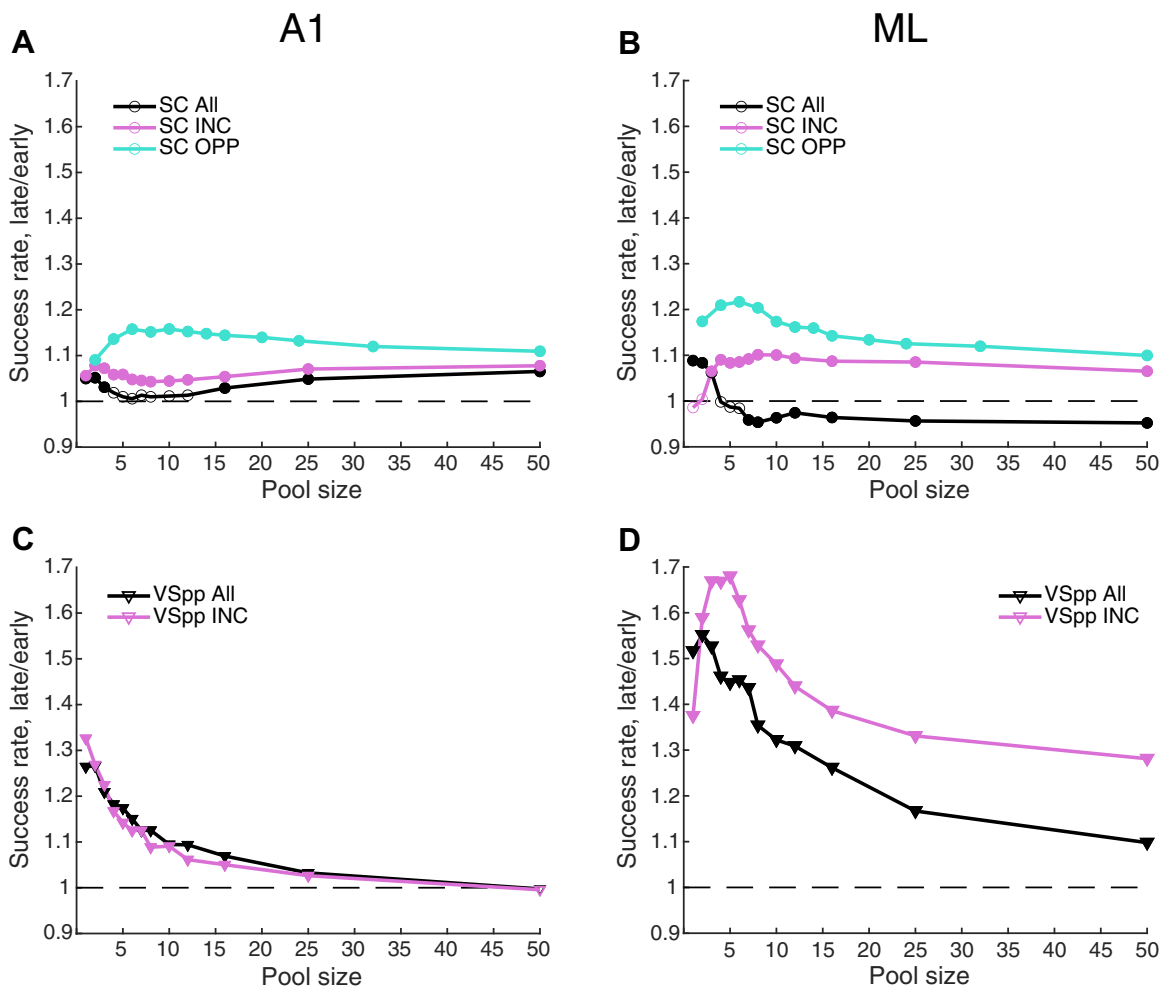 A1
ML
A
B
1.7
1.6
1.5
1.4
1.3
1.2
1.1
1
0.9
Success rate, late/early
SC All
SC INC
SC OPP
5 10 15 20 25 30 35 40 45 50
Pool size
1.7
1.6
1.5
1.4
1.3
1.2
1.1
1
0.9
Success rate, late/early
SC All
SC INC
SC OPP
5 10 15 20 25 30 35 40 45 50
Pool size
C
D
1.7
1.6
1.5
1.4
1.3
1.2
1.1
1
0.9
Success rate, late/early
VSpp All
VSpp INC
5 10 15 20 25 30 35 40 45 50
Pool size
1.7
1.6
1.5
1.4
1.3
1.2
1.1
1
0.9
Success rate, late/early
VSpp All
VSpp INC
5 10 15 20 25 30 35 40 45 50
Pool size